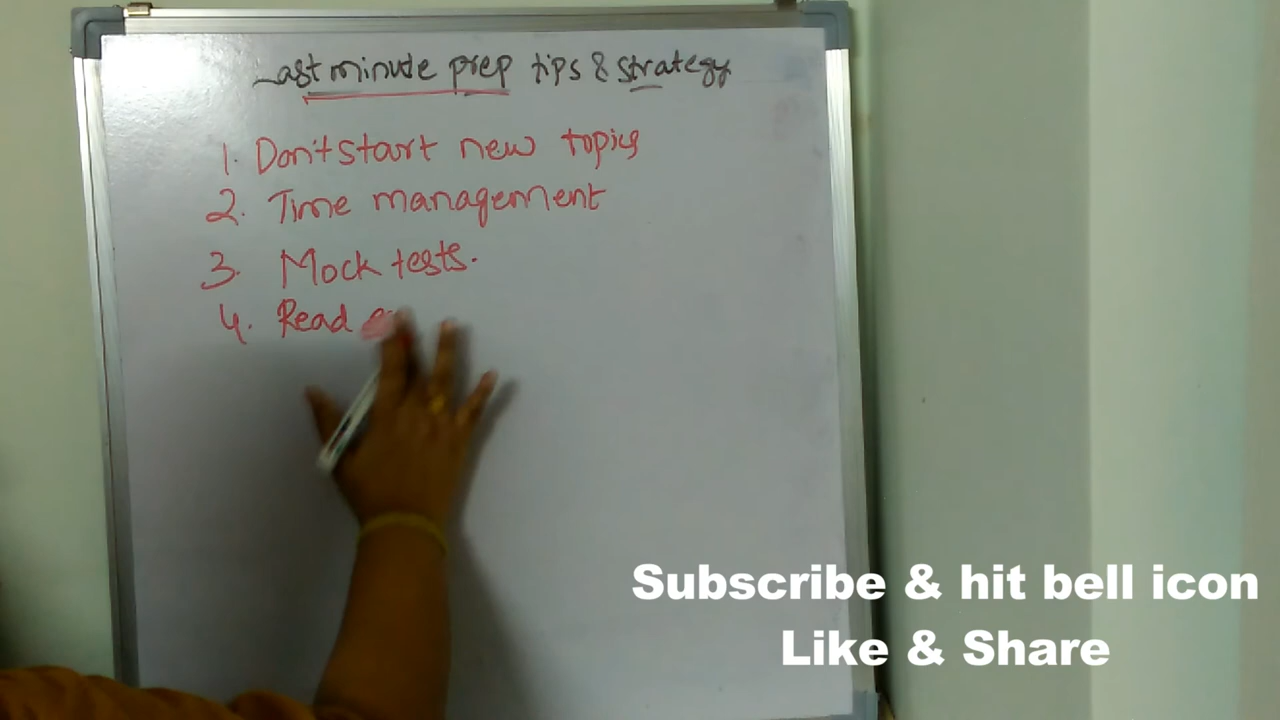 Last minute prep tips & strategy
1. Don't start new topics
2. Time management
3. Mock tests.
4. Read
Subscribe & hit bell icon
Like & Share